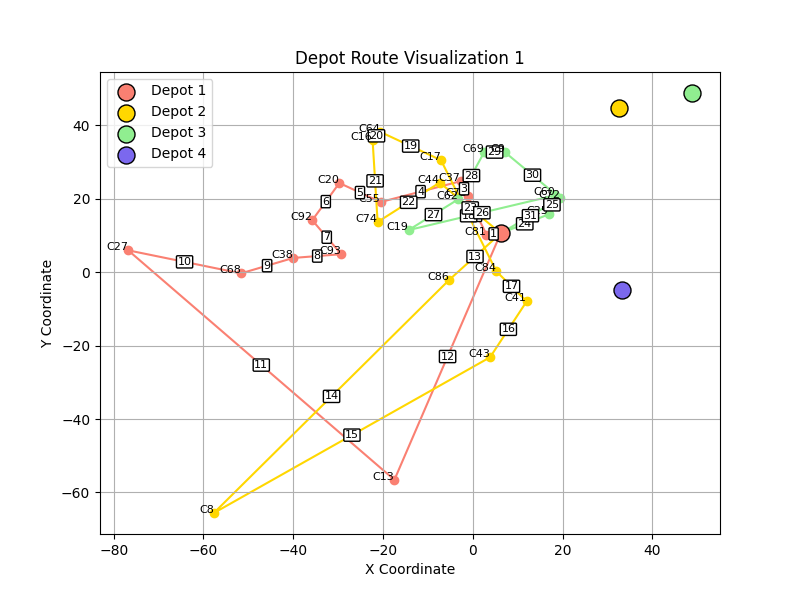 Depot Route Visualization 1
Depot 1
Depot 2
Depot 3
Depot 4
Y Coordinate
40
20
0
−20
−40
−60
−80
−60
−40
−20
0
20
40
X Coordinate
C64
C16
20
19
C17
C69
29
C9
C20
21
C44
C37
28
30
5
4
3
C62
6
C55
22
C19
27
C92
C74
23
26
25
31
24
C81
1
7
C27
10
C68
9
C38
8
C93
13
C84
C86
17
C41
16
C43
11
12
14
15
C13
C8